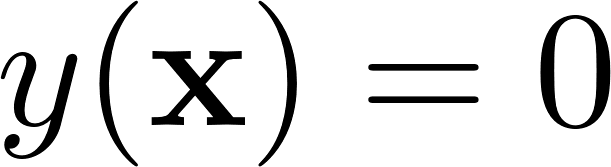 y(𝐱) = 0